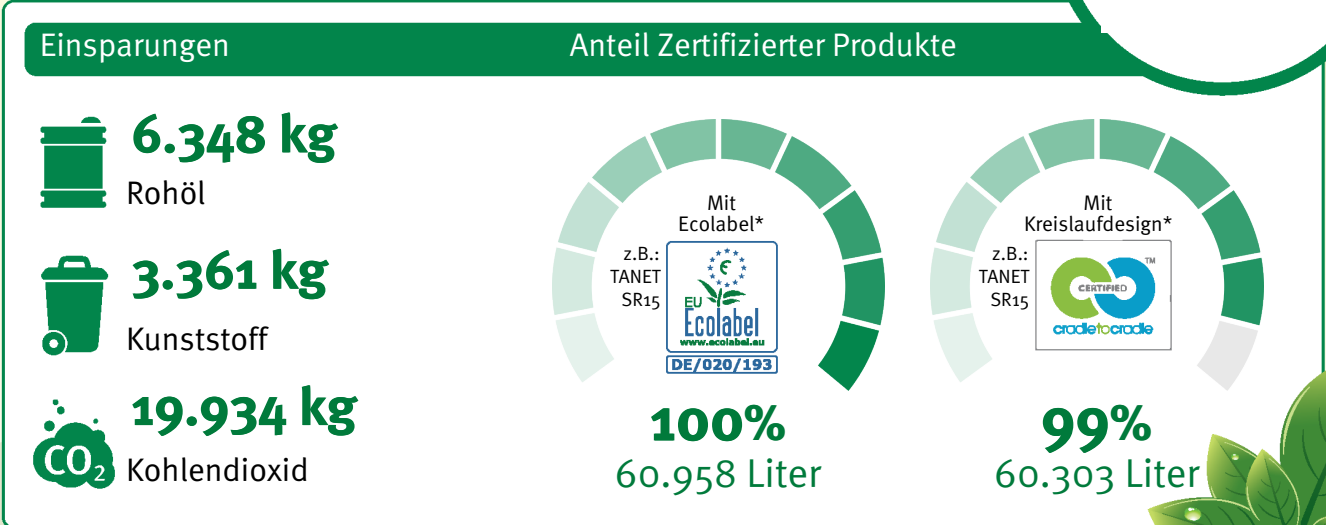 Einsparungen
Anteil Zertifizierter Produkte
6.348 kg
Rohöl
3.361 kg
Kunststoff
CO2
19.934 kg
Kohlendioxid
Mit
Ecolabel*
z.B.:
TANET
SR15
EU
Ecolabel
www.ecolabel.eu
DE/020/193
100%
60.958 Liter
Mit
Kreislaufdesign*
z.B.:
TANET
SR15
TM
CERTIFIED
cradletocradle
99%
60.303 Liter